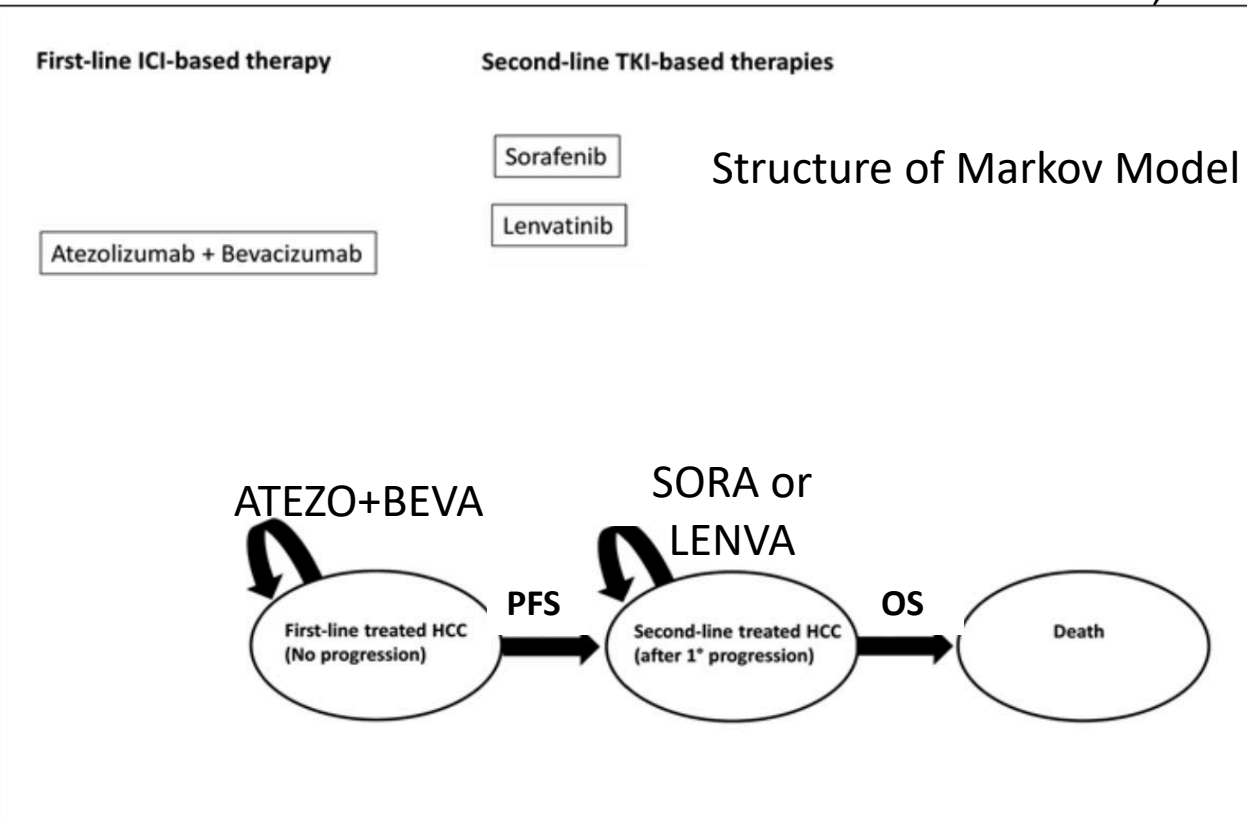 First-line ICI-based therapy
Second-line TKI-based therapies
Sorafenib
Structure of Markov Model
Lenvatinib
Atezolizumab + Bevacizumab
ATEZO+BEVA
SORA or
LENVA
PFS
OS
First-line treated HCC
(No progression)
Second-line treated HCC
(after 1° progression)
Death